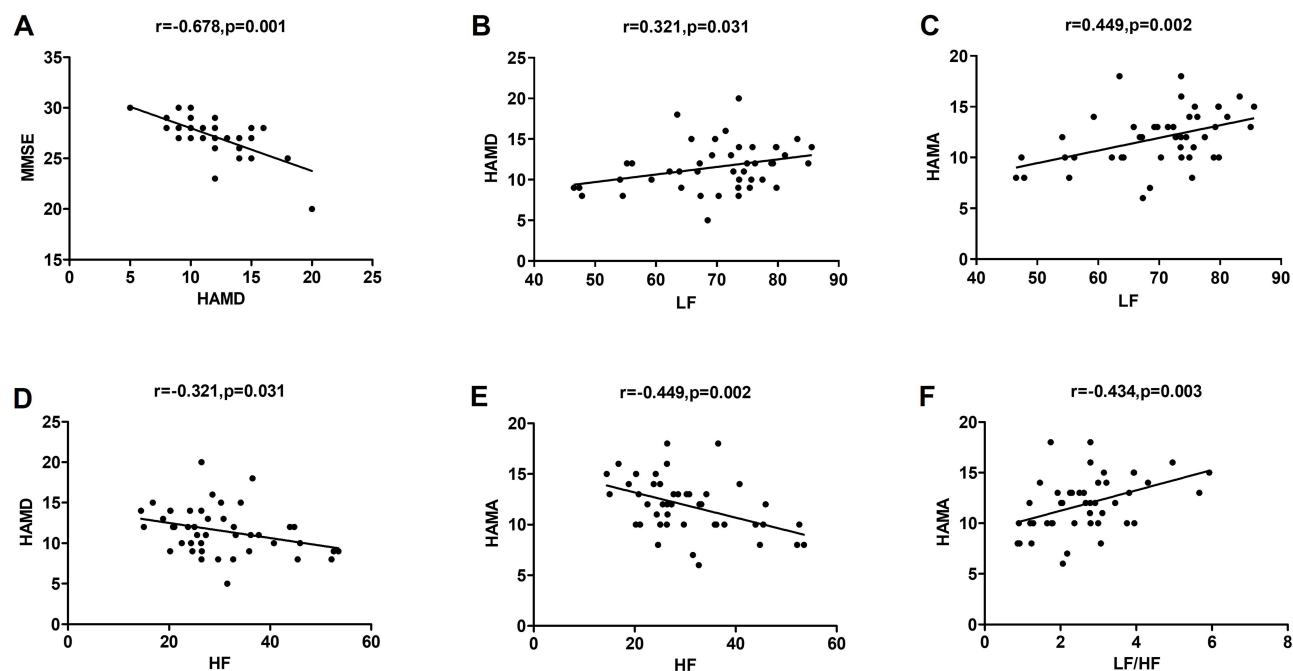 A
r=-0.678,p=0.001
MMSE
35
30
25
20
15
0 5 10 15 20 25
HAMD
B
r=0.321,p=0.031
HAMD
25
20
15
10
5
0
40 50 60 70 80 90
LF
C
r=0.449,p=0.002
HAMA
20
15
10
5
0
40 50 60 70 80 90
LF
D
r=-0.321,p=0.031
HAMD
25
20
15
10
5
0
0 20 40 60
HF
E
r=-0.449,p=0.002
HAMA
20
15
10
5
0
0 20 40 60
HF
F
r=-0.434,p=0.003
HAMA
20
15
10
5
0
0 2 4 6 8
LF/HF